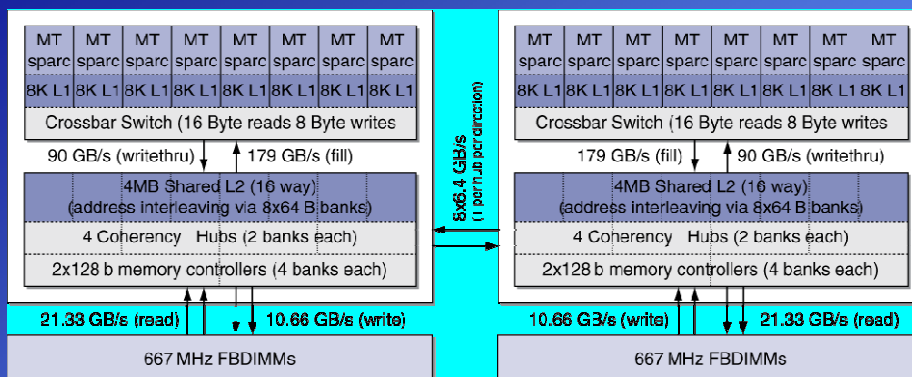 MT MT MT MT MT MT MT MT
sparc sparc sparc sparc sparc sparc sparc sparc
8K L1 8K L1 8K L1 8K L1 8K L1 8K L1 8K L1 8K L1
Crossbar Switch (16 Byte reads 8 Byte writes
90 GB/s (writethru) 179 GB/s (fill)
4MB Shared L2 (16 way)
(address interleaving via 8x64 B banks)
4 Coherency Hubs (2 banks each)
2x128 b memory controllers (4 banks each)
21.33 GB/s (read) 10.66 GB/s (write)
667 MHz FBDIMMs
8x6.4 GB/s
(1 per hub per direction)
MT MT MT MT MT MT MT MT
sparc sparc sparc sparc sparc sparc sparc sparc
8K L1 8K L1 8K L1 8K L1 8K L1 8K L1 8K L1 8K L1
Crossbar Switch (16 Byte reads 8 Byte writes
179 GB/s (fill) 90 GB/s (writethru)
4MB Shared L2 (16 way)
(address interleaving via 8x64 B banks)
4 Coherency Hubs (2 banks each)
2x128 b memory controllers (4 banks each)
10.66 GB/s (write) 21.33 GB/s (read)
667 MHz FBDIMMs